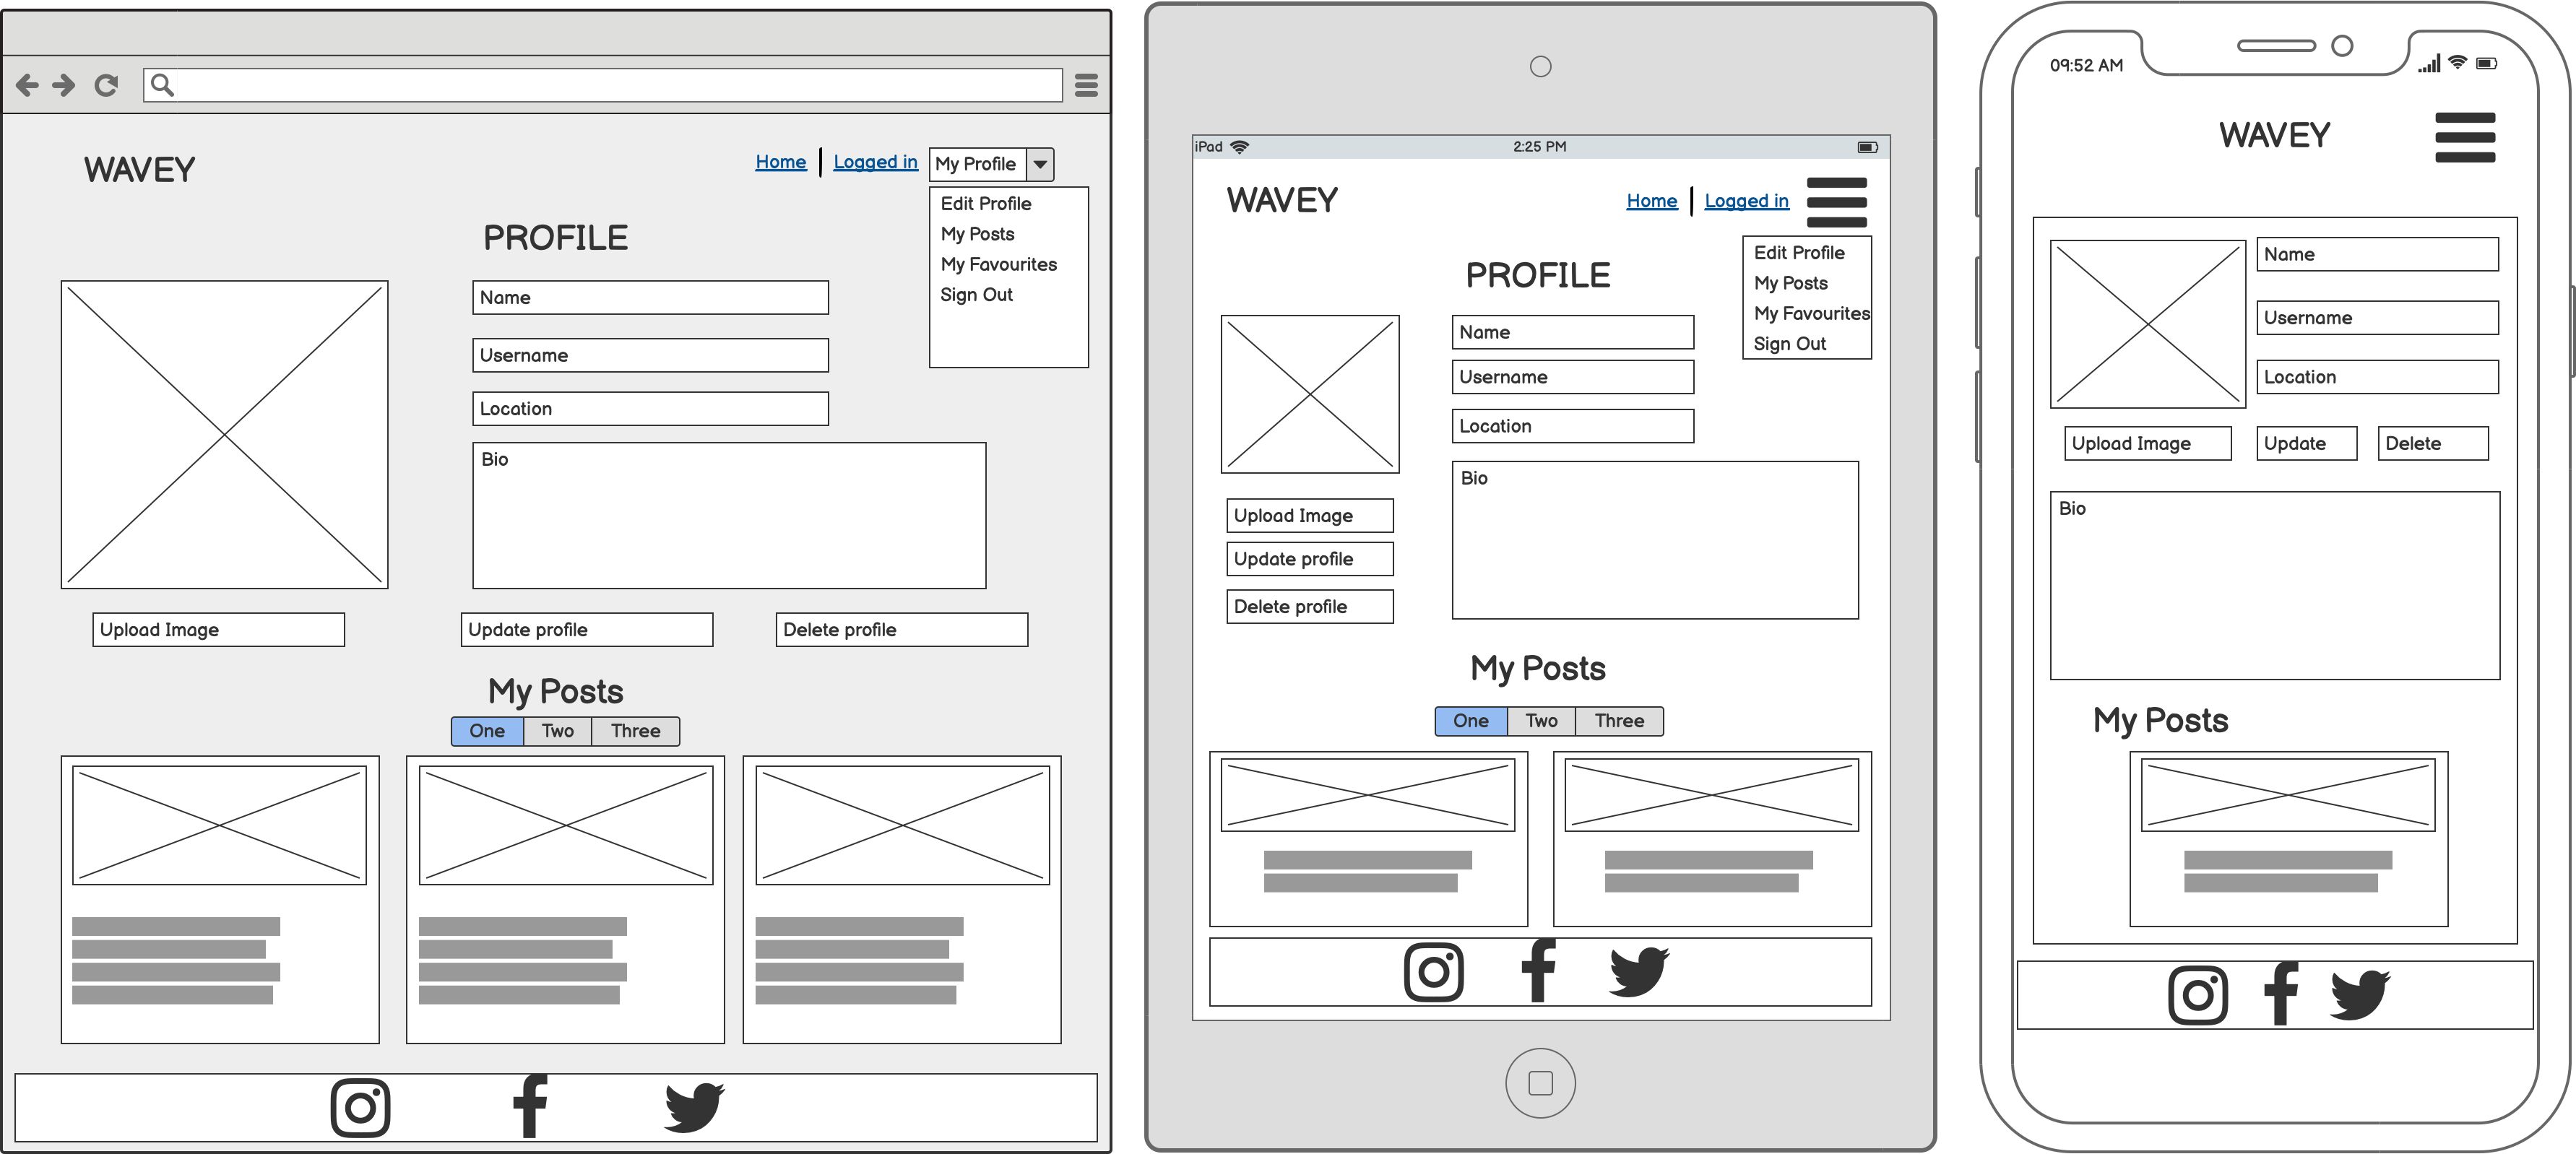 WAVEY
Home | Logged in My Profile
Edit Profile
My Posts
My Favourites
Sign Out
PROFILE
Name
Username
Location
Bio
Upload Image
Update profile
Delete profile
My Posts
One Two Three
iPad 2:25 PM
WAVEY
Home | Logged in
Edit Profile
My Posts
My Favourites
Sign Out
PROFILE
Name
Username
Location
Bio
Upload Image
Update profile
Delete profile
My Posts
One Two Three
09:52 AM
WAVEY
Name
Username
Location
Upload Image
Update
Delete
Bio
My Posts